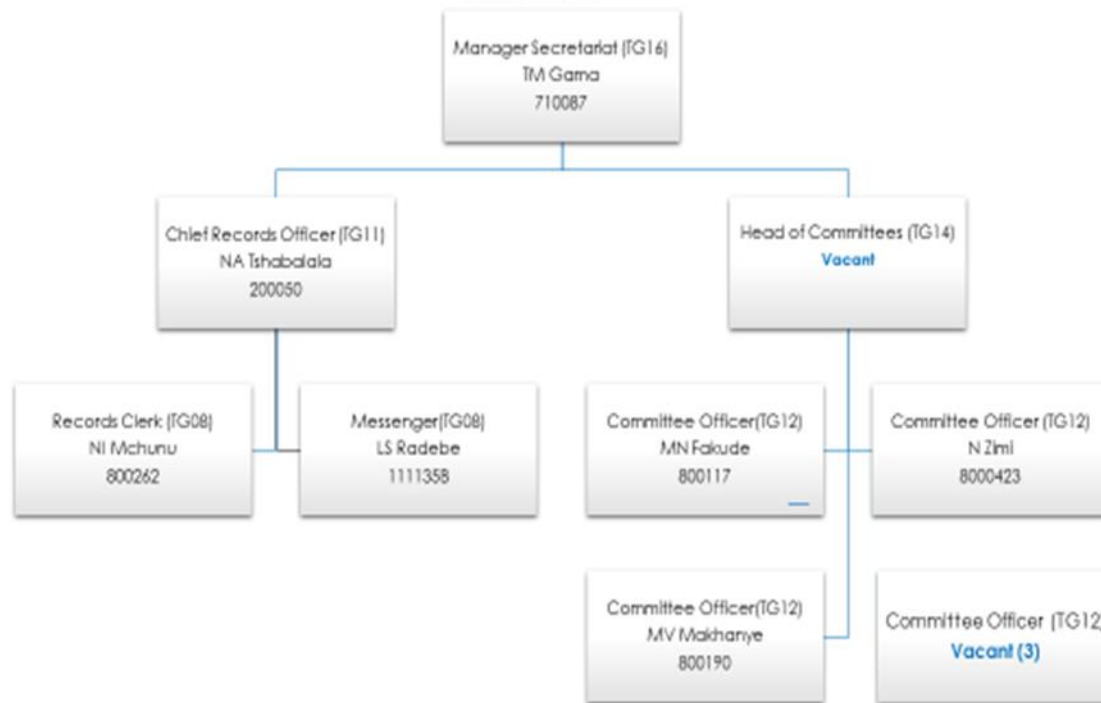 Manager Secretariat (TG16)
TM Gama
710087
Chief Records Officer (TG11)
NA Tshabalala
200050
Head of Committees (TG14)
Vacant
Records Clerk (TG08)
NI Mchunu
800262
Messenger(TG08)
LS Radebe
1111358
Committee Officer(TG12)
MN Fakude
800117
Committee Officer (TG12)
N Zimi
8000423
Committee Officer(TG12)
MV Makhanye
800190
Committee Officer (TG12)
Vacant (3)